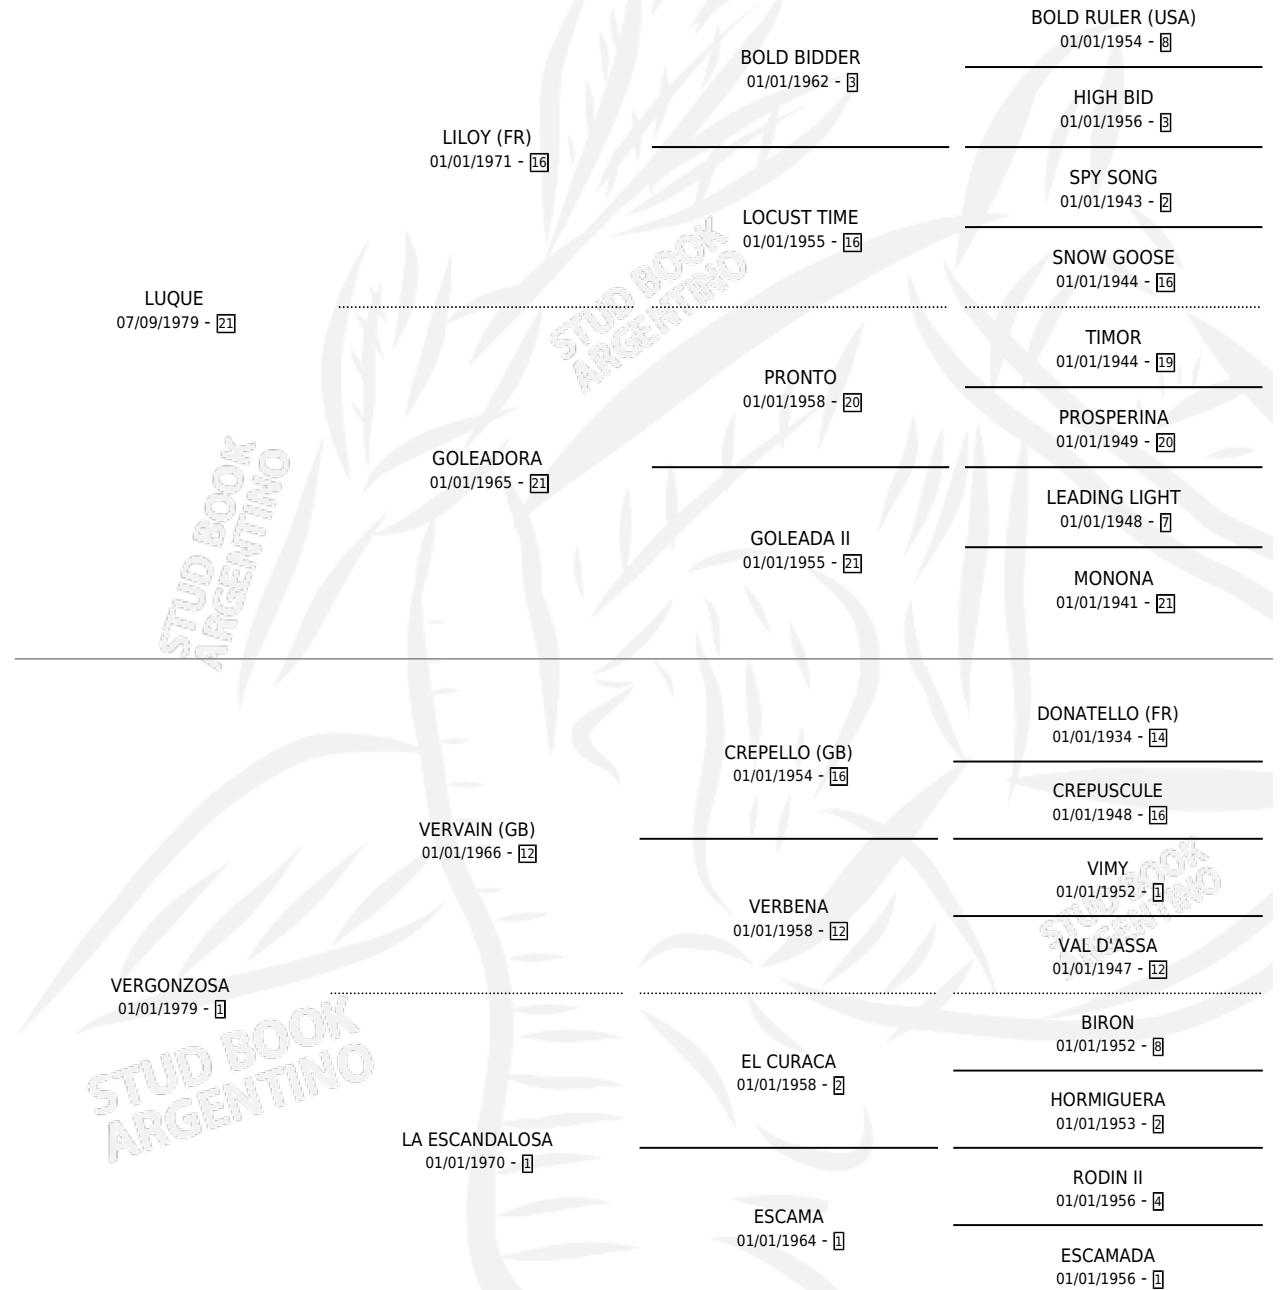 BOLD RULER (USA)
01/01/1954 - 8
BOLD BIDDER
01/01/1962 - 3
HIGH BID
01/01/1956 - 3
LILOY (FR)
01/01/1971 - 16
SPY SONG
01/01/1943 - 2
LOCUST TIME
01/01/1955 - 16
SNOW GOOSE
01/01/1944 - 16
LUQUE
07/09/1979 - 21
STUD BOOK
ARGENTINO
TIMOR
01/01/1944 - 19
PRONTO
01/01/1958 - 20
PROSPERINA
01/01/1949 - 20
GOLEADORA
01/01/1965 - 21
LEADING LIGHT
01/01/1948 - 7
GOLEADA II
01/01/1955 - 21
MONONA
01/01/1941 - 21
STUD BOOK
ARGENTINO
DONATELLO (FR)
01/01/1934 - 14
CREPELLO (GB)
01/01/1954 - 16
CREPUSCULE
01/01/1948 - 16
VERVAIN (GB)
01/01/1966 - 12
VIMY
01/01/1952 - 1
VERBENA
01/01/1958 - 12
VAL D'ASSA
01/01/1947 - 12
STUD BOOK
ARGENTINO
VERGONZOSA
01/01/1979 - 1
BIRON
01/01/1952 - 8
EL CURACA
01/01/1958 - 2
HORMIGUERA
01/01/1953 - 2
STUD BOOK
ARGENTINO
LA ESCANDALOSA
01/01/1970 - 1
RODIN II
01/01/1956 - 4
ESCAMA
01/01/1964 - 1
ESCAMADA
01/01/1956 - 1